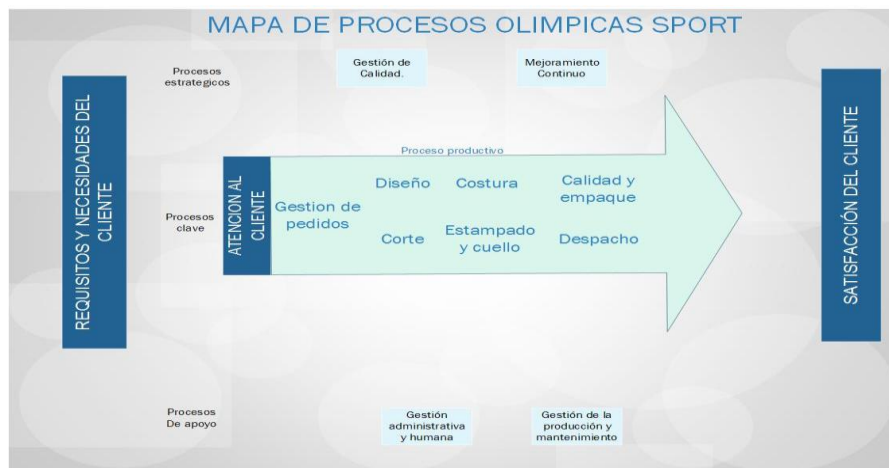 MAPA DE PROCESOS OLIMPICAS SPORT
Procesos
estrategicos
Gestión de
Calidad.
Mejoramiento
Continuo
REQUISITOS Y NECESIDADES DEL
CLIENTE
Procesos
clave
ATENCION AL
CLIENTE
Proceso productivo
Gestion de
pedidos
Diseño
Corte
Costura
Estampado
y cuello
Calidad y
empaque
Despacho
SATISFACCIÓN DEL CLIENTE
Procesos
De apoyo
Gestión
administrativa
y humana
Gestión de la
producción y
mantenimiento